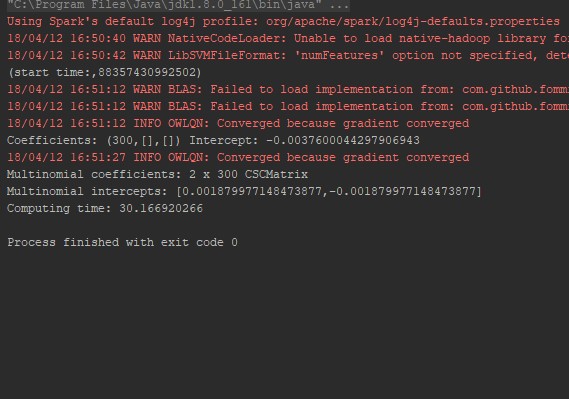 "C:\Program Files\Java\jdk1.8.0_161\bin\java" ...
Using Spark's default log4j profile: org/apache/spark/log4j-defaults.properties
18/04/12 16:50:40 WARN NativeCodeLoader: Unable to load native-hadoop library fo
18/04/12 16:50:42 WARN LibSVMFileFormat: 'numFeatures' option not specified, det
(start time:,88357430992502)
18/04/12 16:51:12 WARN BLAS: Failed to load implementation from: com.github.fommi
18/04/12 16:51:12 WARN BLAS: Failed to load implementation from: com.github.fommi
18/04/12 16:51:12 INFO OWLQN: Converged because gradient converged
Coefficients: (300,[],[]) Intercept: -0.0037600044297906943
18/04/12 16:51:27 INFO OWLQN: Converged because gradient converged
Multinomial coefficients: 2 x 300 CSCMatrix
Multinomial intercepts: [0.001879977148473877,-0.001879977148473877]
Computing time: 30.166920266
Process finished with exit code 0